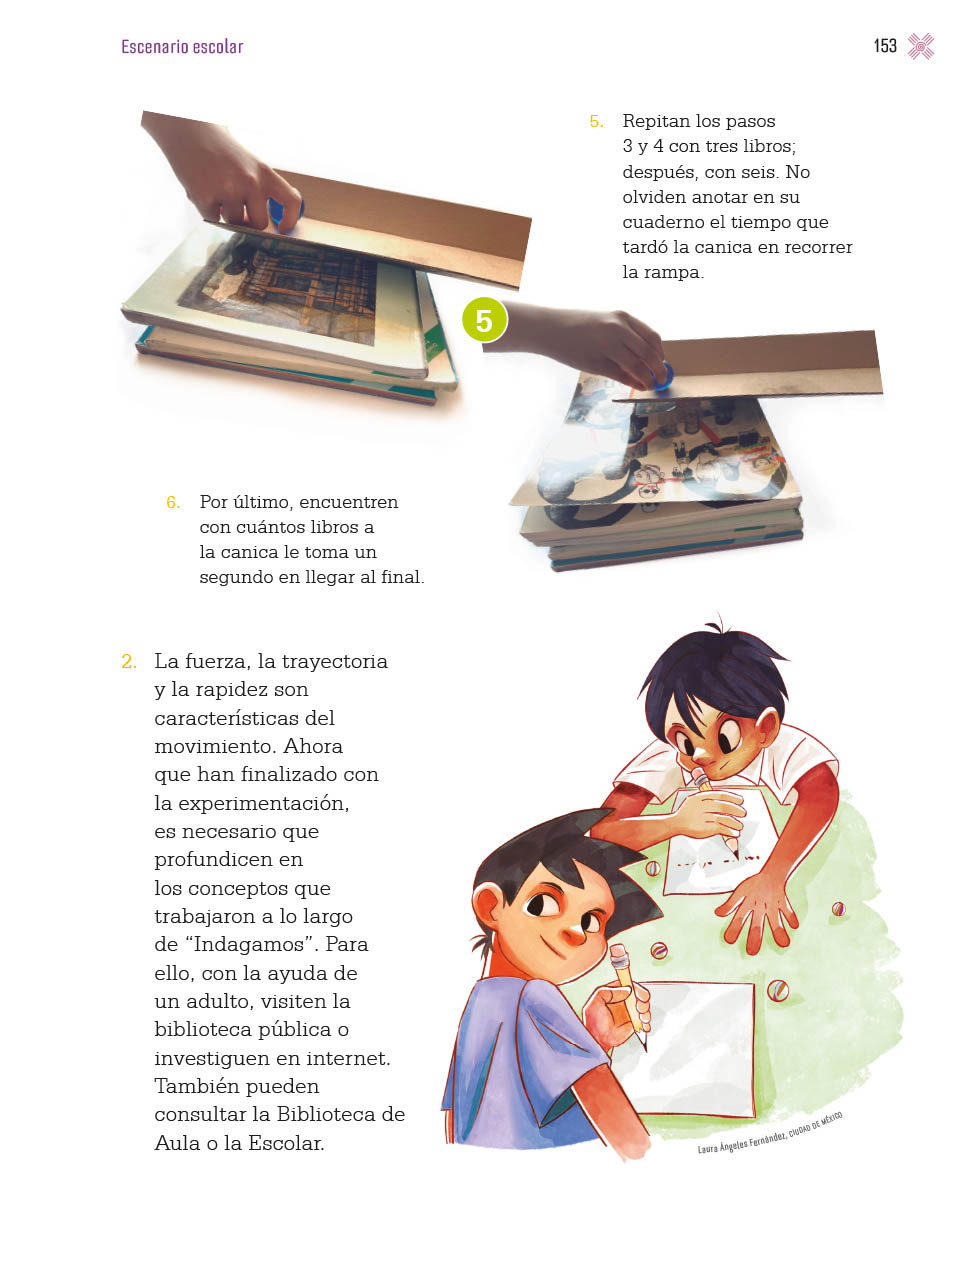 Escenario escolar
153
5. Repitan los pasos
3 y 4 con tres libros;
después, con seis. No
olviden anotar en su
cuaderno el tiempo que
tardó la canica en recorrer
la rampa.
5
6. Por último, encuentren
con cuántos libros a
la canica le toma un
segundo en llegar al final.
2. La fuerza, la trayectoria
y la rapidez son
características del
movimiento. Ahora
que han finalizado con
la experimentación,
es necesario que
profundicen en
los conceptos que
trabajaron a lo largo
de “Indagamos”. Para
ello, con la ayuda de
un adulto, visiten la
biblioteca pública o
investiguen en internet.
También pueden
consultar la Biblioteca de
Aula o la Escolar.
Laura Ángeles Fernández, CIUDAD DE MÉXICO